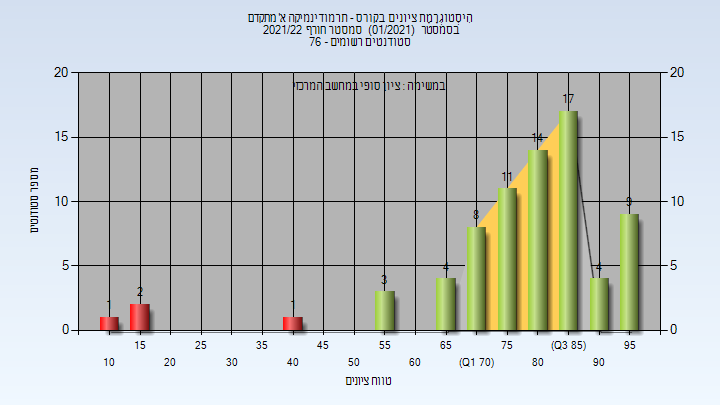 היסטוגרמת ציונים בקורס - תרמודינמיקה א' מתקדם
בסמסטר (01/2021) סמסטר חורף 2021/22
סטודנטים רשומים - 76
במשימה : ציון סופי במחשב המרכזי
מספר סטודנטים
20 15 10 5 0
20 15 10 5 0
1 2 1 3 4 8 11 14 17 4 9
15 25 35 45 55 65 75 (Q3 85) 95
10 20 30 40 50 60 (Q1 70) 80 90
טווח ציונים